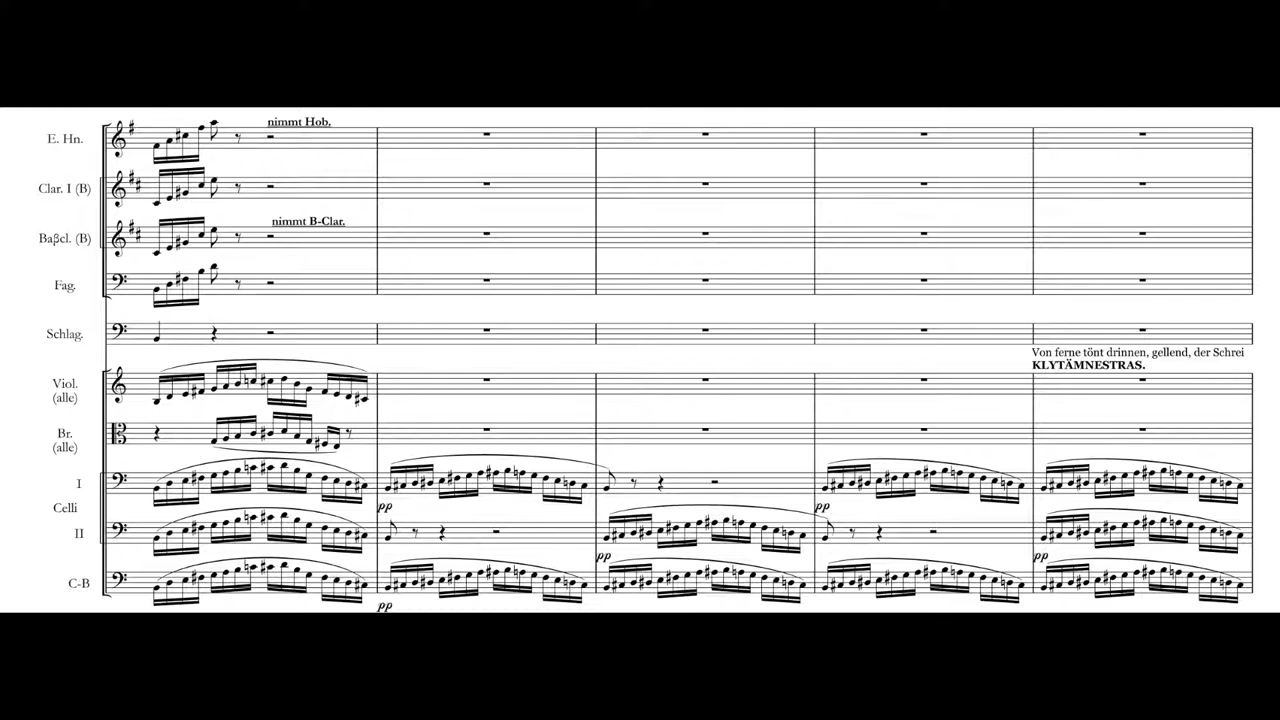 E. Hn.
nimmt Hob.
Clar. I (B)
Baβcl. (B)
nimmt B-Clar.
Fag.
Schlag.
Von ferne tönt drinnen, gellend, der Schrei
KLYTÄMNESTRAS.
Viol.
(alle)
Br.
(alle)
I
pp
pp
Celli
II
pp
pp
C-B
pp